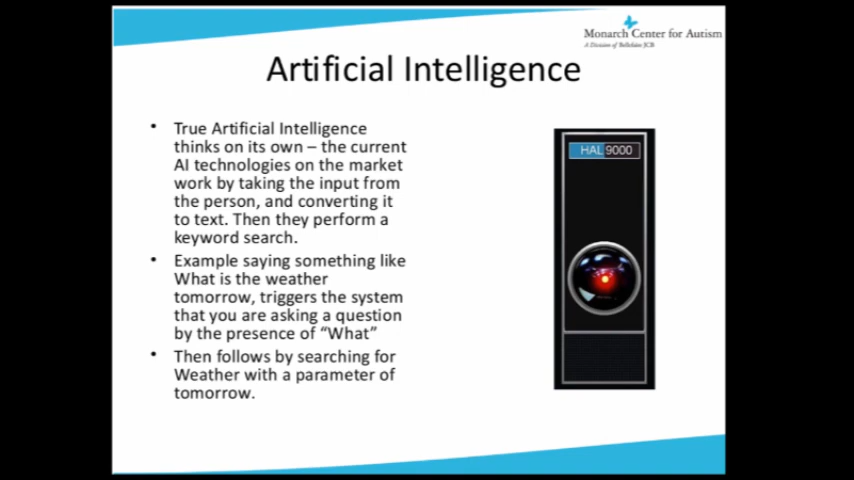 Monarch Center for Autism
A Division of Bellefaire JCB
Artificial Intelligence
• True Artificial Intelligence
thinks on its own – the current
AI technologies on the market
work by taking the input from
the person, and converting it
to text. Then they perform a
keyword search.
• Example saying something like
What is the weather
tomorrow, triggers the system
that you are asking a question
by the presence of “What”
• Then follows by searching for
Weather with a parameter of
tomorrow.
HAL 9000